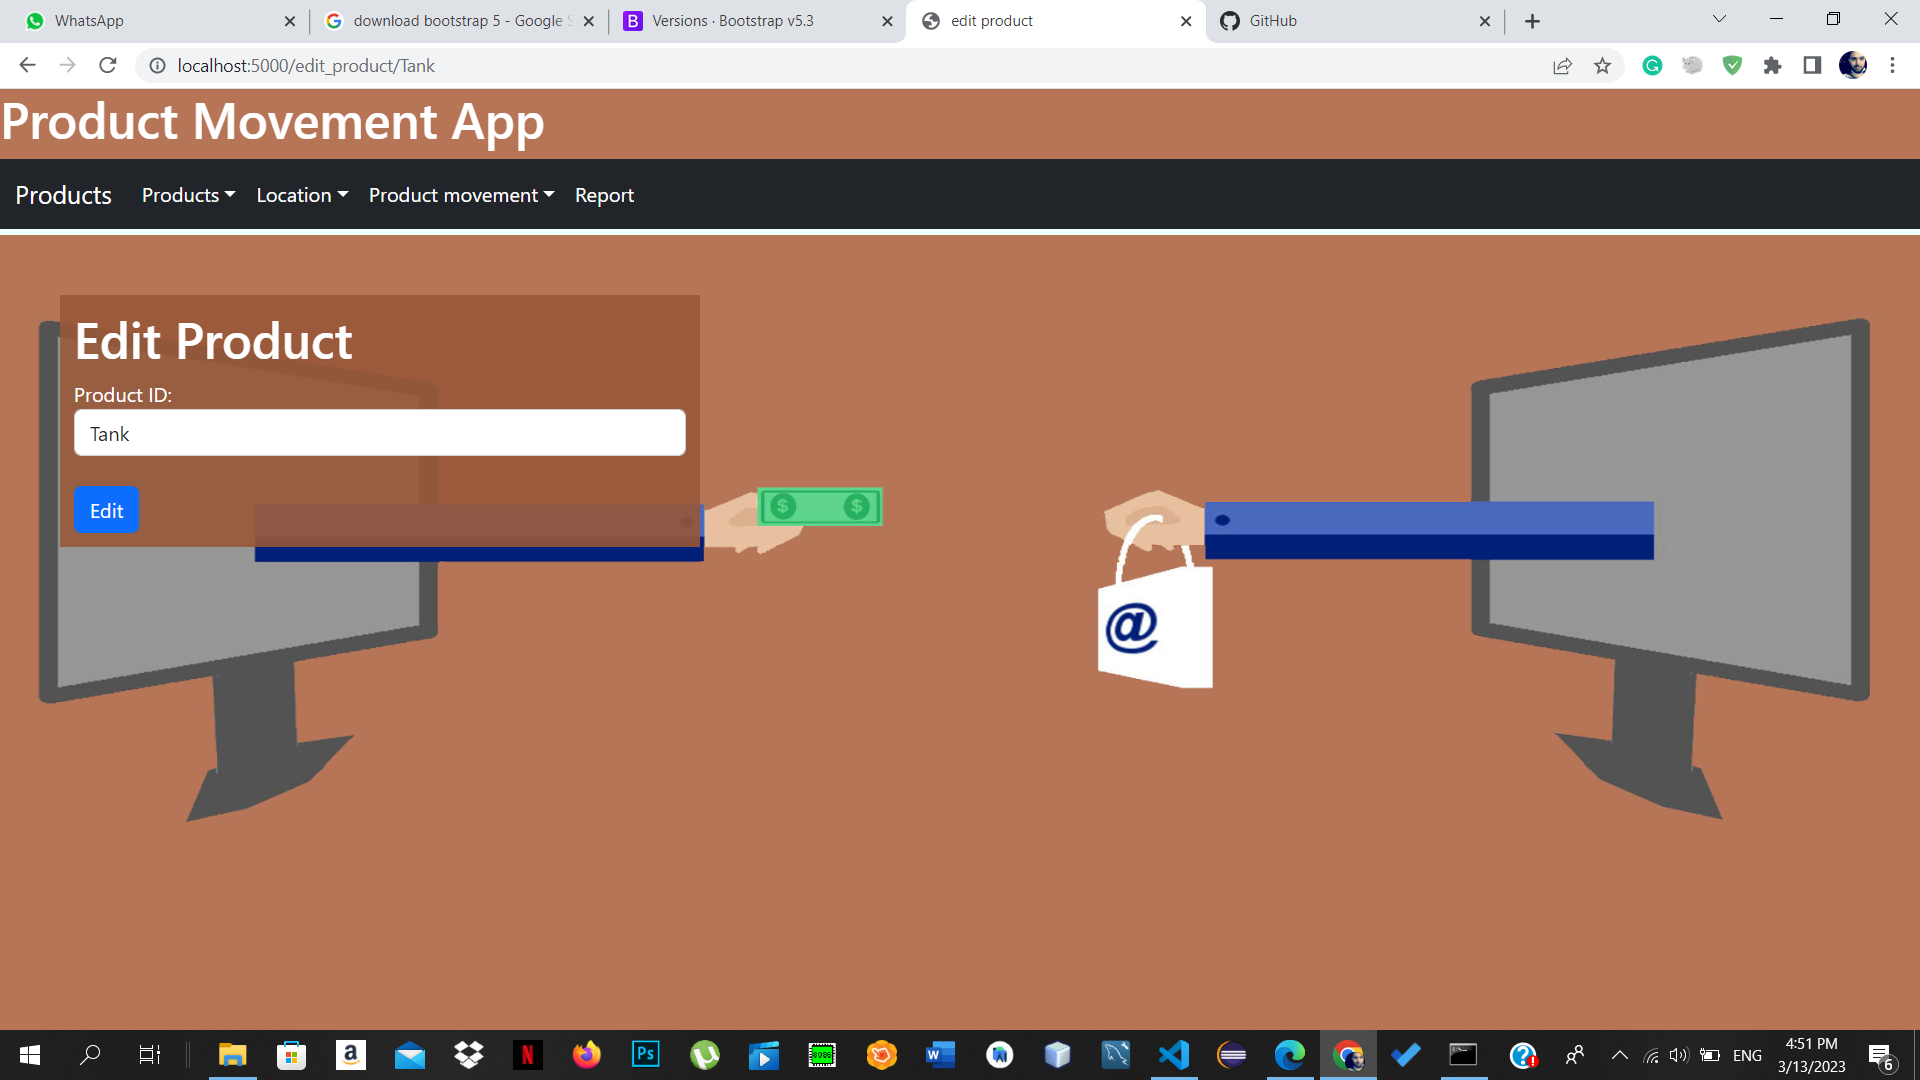 WhatsApp
download bootstrap 5 - Google S
B Versions · Bootstrap v5.3
edit product
GitHub
localhost:5000/edit_product/Tank
Product Movement App
Products Products Location Product movement Report
Edit Product
Product ID:
Tank
Edit
$ $
@
a N Ps W
8086
ENG
4:51 PM
3/13/2023
6